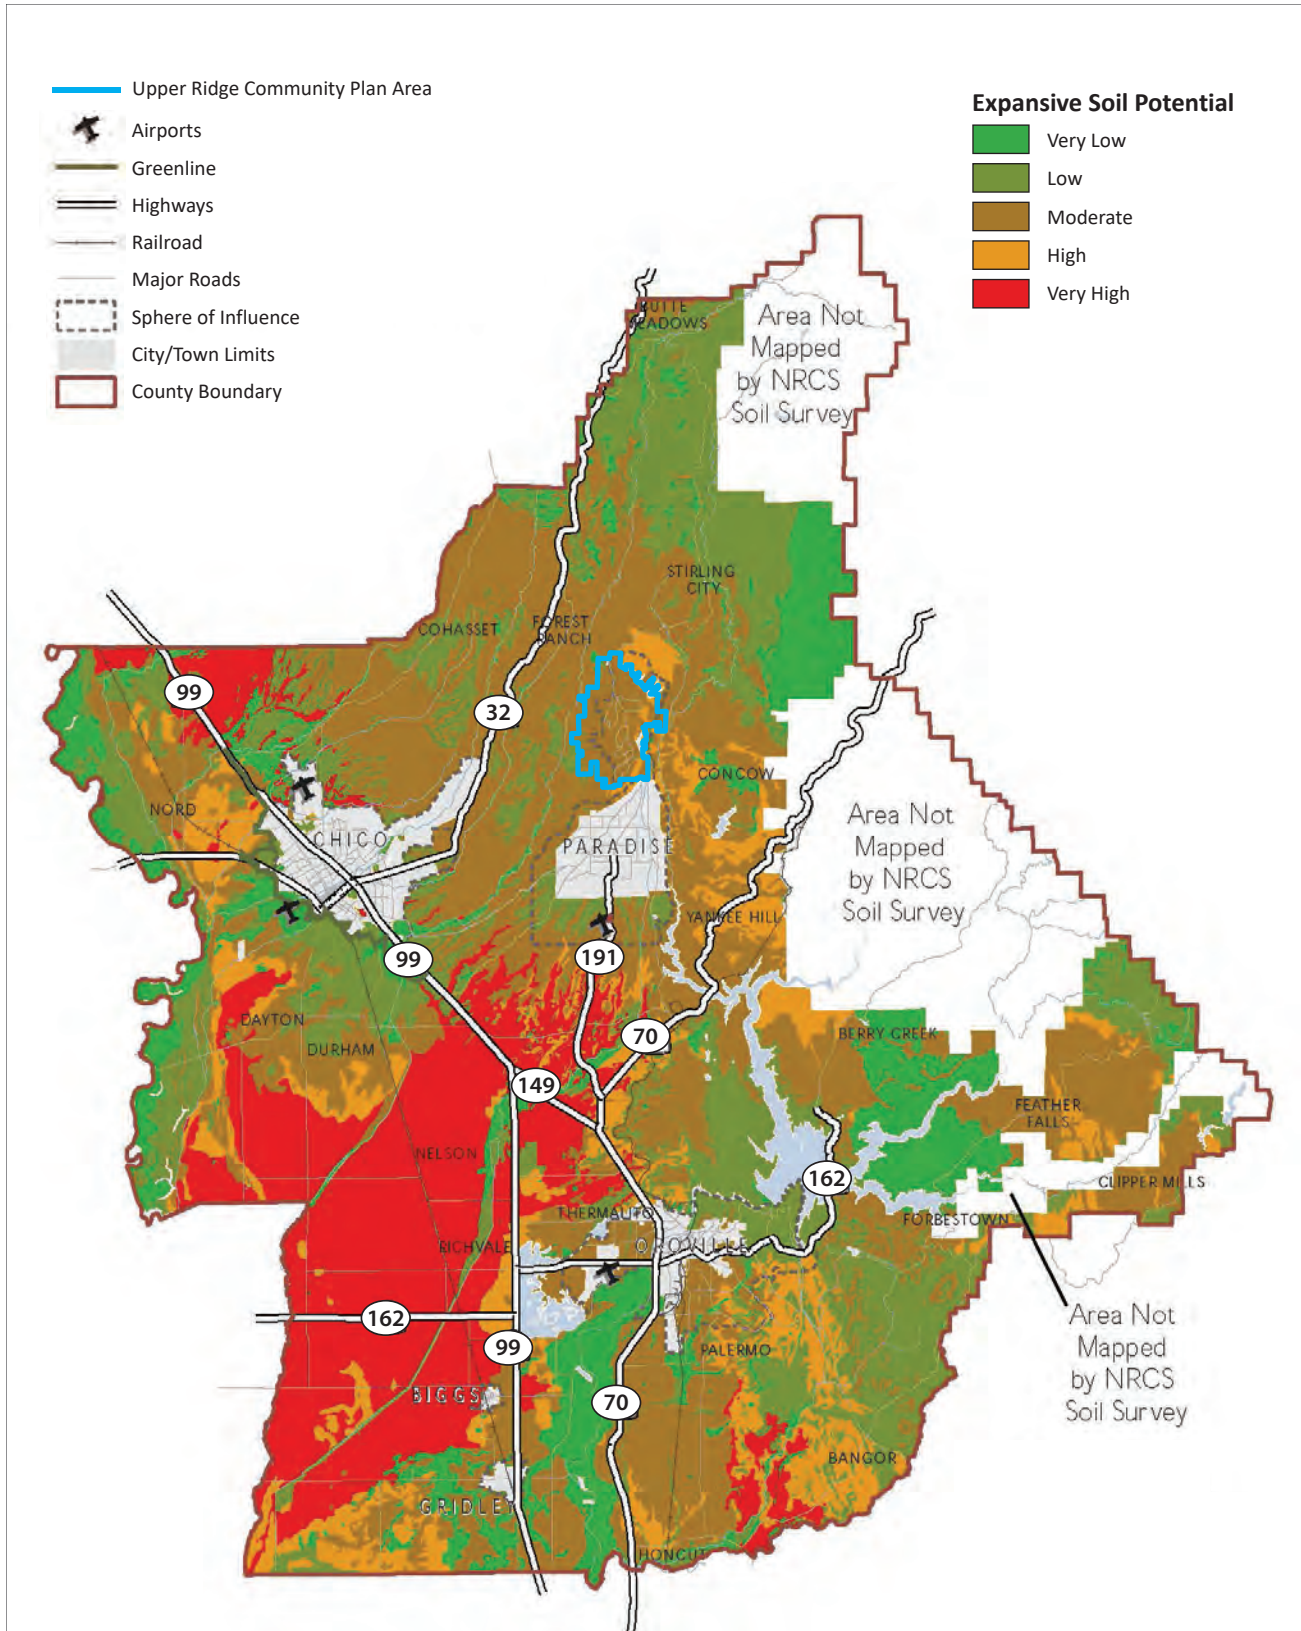 Upper Ridge Community Plan Area
Airports
Greenline
Highways
Railroad
Major Roads
Sphere of Influence
City/Town Limits
County Boundary
Expansive Soil Potential
Very Low
Low
Moderate
High
Very High
BUTTE
MEADOWS
Area Not
Mapped
by NRCS
Soil Survey
STIRLING
CITY
COHASSET
FOREST
RANCH
99
32
NORD
CHICO
CONCOW
PARADISE
Area Not
Mapped
by NRCS
Soil Survey
YANKEE HILL
99
191
DAYTON
DURHAM
70
BERRY CREEK
149
FEATHER
FALLS
NELSON
162
CLIPPER MILLS
THERMALITO
FORBESTOWN
RICHVALE
OROVILLE
162
99
PALERMO
Area Not
Mapped
by NRCS
Soil Survey
BIGGS
70
BANGOR
GRIDLEY
HONCUT